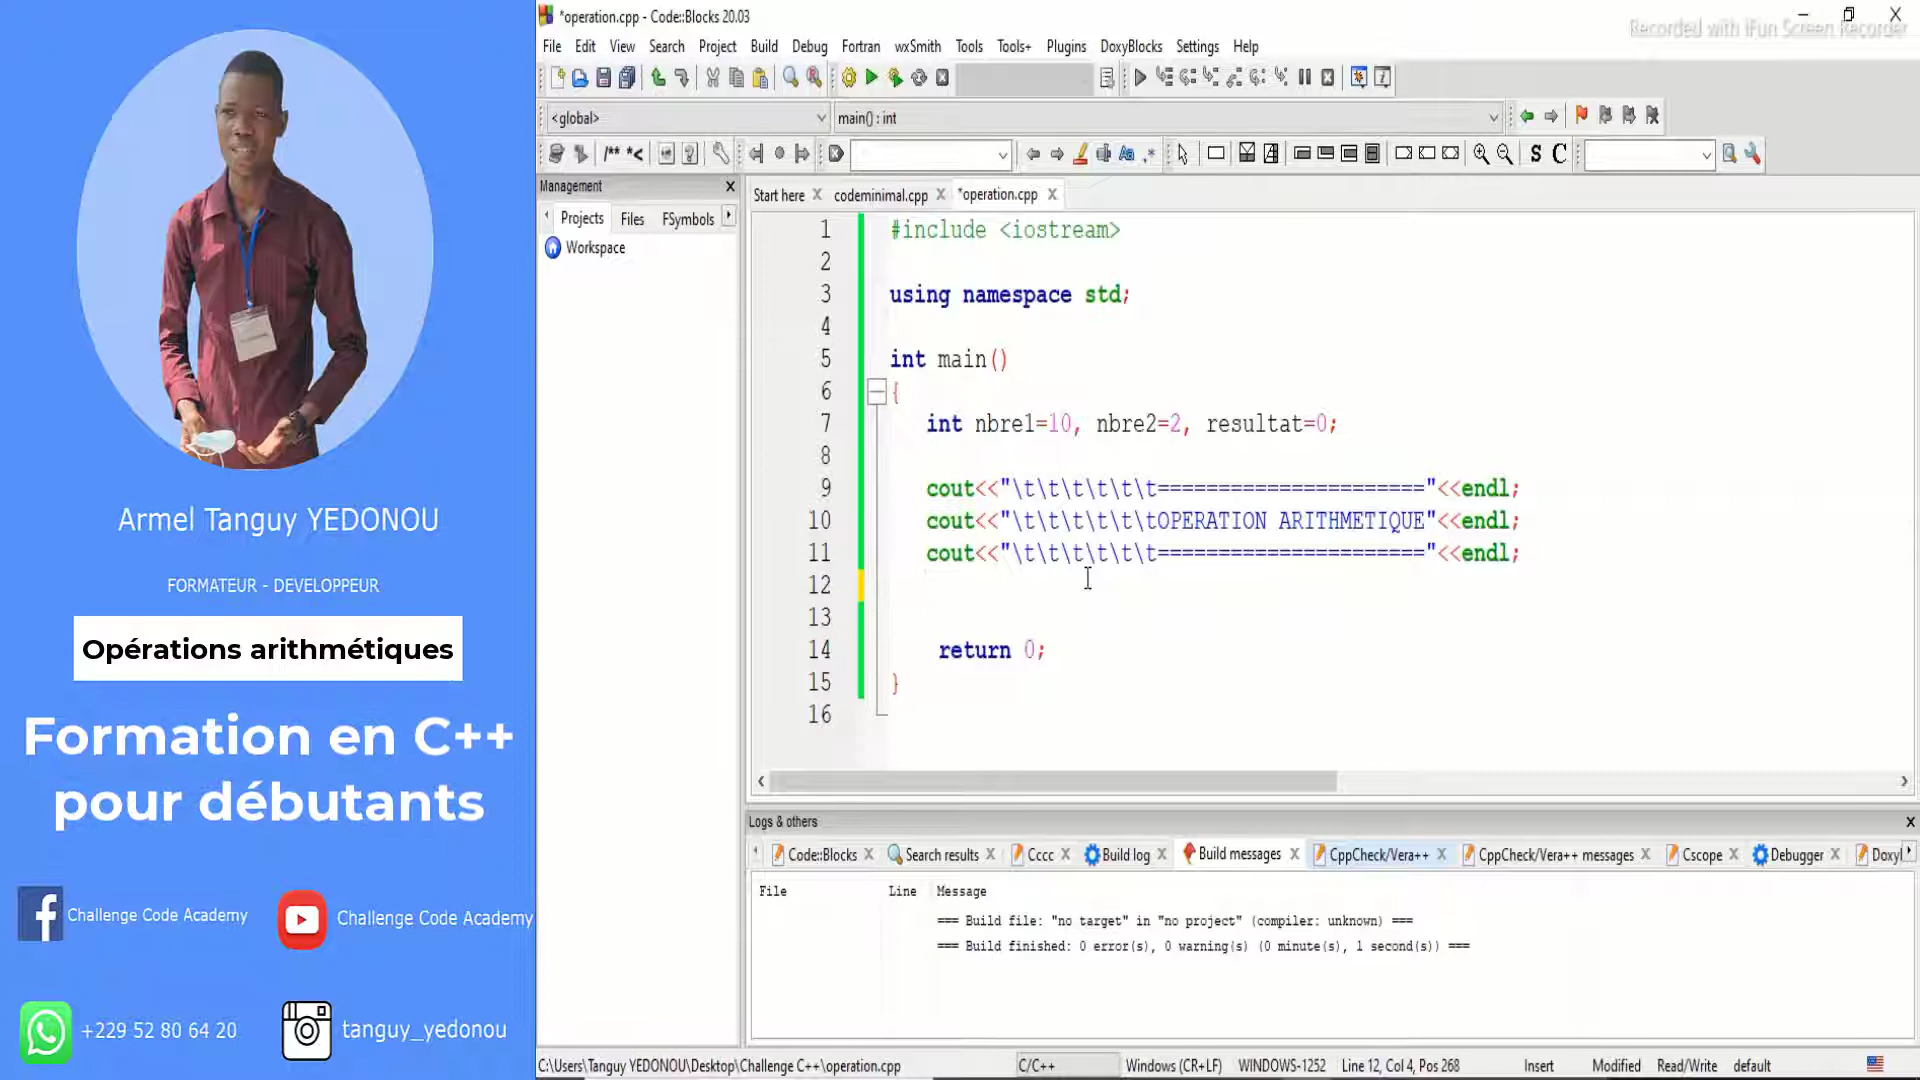 Armel Tanguy YEDONOU
FORMATEUR - DEVELOPPEUR
Opérations arithmétiques
Formation en C++
pour débutants
Challenge Code Academy
Challenge Code Academy
+229 52 80 64 20
tanguy_yedonou
*operation.cpp - Code::Blocks 20.03
Recorded with iFun Screen Recorder
File Edit View Search Project Build Debug Fortran wxSmith Tools Tools+ Plugins DoxyBlocks Settings Help
<global> main() : int
/** *< S C
Management
Projects Files FSymbols
Workspace
Start here codeminimal.cpp *operation.cpp
1 #include <iostream>
2
3 using namespace std;
4
5 int main()
6 {
7 int nbre1=10, nbre2=2, resultat=0;
8
9 cout<<"\t\t\t\t\t\t======================"<<endl;
10 cout<<"\t\t\t\t\t\tOPERATION ARITHMETIQUE"<<endl;
11 cout<<"\t\t\t\t\t\t======================"<<endl;
12
13
14 return 0;
15 }
16
Logs & others
Code::Blocks Search results Cccc Build log Build messages CppCheck/Vera++ CppCheck/Vera++ messages Cscope Debugger Doxyl
File Line Message
=== Build file: "no target" in "no project" (compiler: unknown) ===
=== Build finished: 0 error(s), 0 warning(s) (0 minute(s), 1 second(s)) ===
C:\Users\Tanguy YEDONOU\Desktop\Challenge C++\operation.cpp C/C++ Windows (CR+LF) WINDOWS-1252 Line 12, Col 4, Pos 268 Insert Modified Read/Write default